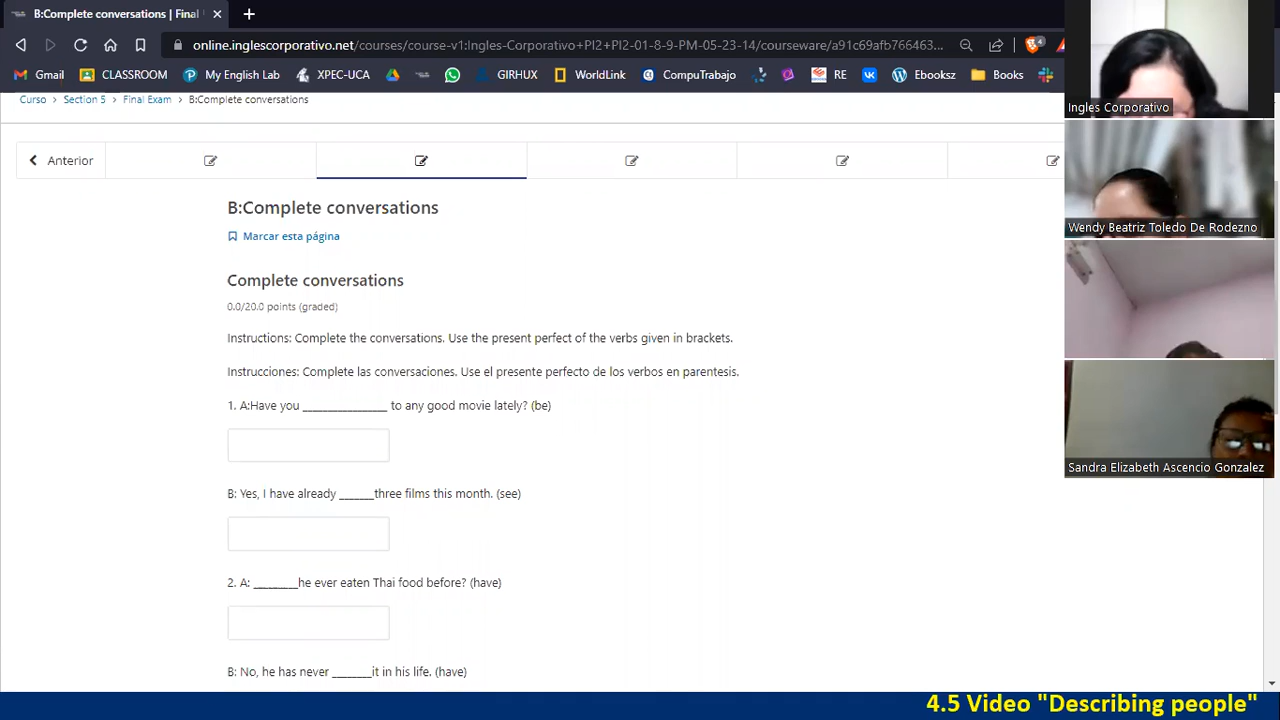 B:Complete conversations | Final
online.inglescorporativo.net/courses/course-v1:Ingles-Corporativo+PI2+PI2-01-8-9-PM-05-23-14/courseware/a91c69afb766463...
4
Gmail CLASSROOM My English Lab XPEC-UCA GIRHUX WorldLink CompuTrabajo RE Ebooksz Books
Curso > Section 5 > Final Exam > B:Complete conversations
Anterior
B:Complete conversations
Marcar esta página
Complete conversations
0.0/20.0 points (graded)
Instructions: Complete the conversations. Use the present perfect of the verbs given in brackets.
Instrucciones: Complete las conversaciones. Use el presente perfecto de los verbos en parentesis.
1. A:Have you _______________ to any good movie lately? (be)
B: Yes, I have already _______three films this month. (see)
2. A: ________he ever eaten Thai food before? (have)
B: No, he has never _______it in his life. (have)
Ingles Corporativo
Wendy Beatriz Toledo De Rodezno
Sandra Elizabeth Ascencio Gonzalez
4.5 Video "Describing people"